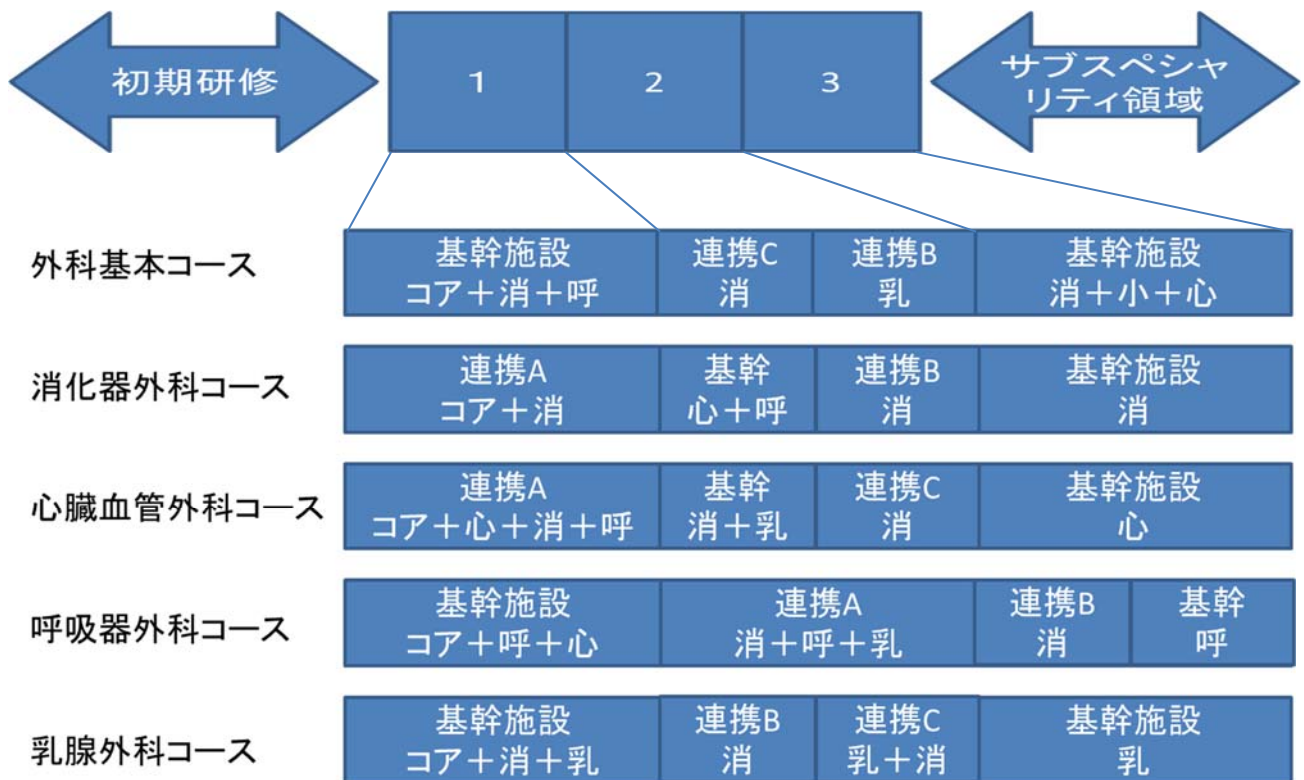 初期研修
1
2
3
サブスペシャ
リティ領域
外科基本コース
基幹施設
コア＋消＋呼
連携C
消
連携B
乳
基幹施設
消＋小＋心
消化器外科コース
連携A
コア＋消
基幹
心＋呼
連携B
消
基幹施設
消
心臓血管外科コース
連携A
コア＋心＋消＋呼
基幹
消＋乳
連携C
消
基幹施設
心
呼吸器外科コース
基幹施設
コア＋呼＋心
連携A
消＋呼＋乳
連携B
消
基幹
呼
乳腺外科コース
基幹施設
コア＋消＋乳
連携B
消
連携C
乳＋消
基幹施設
乳